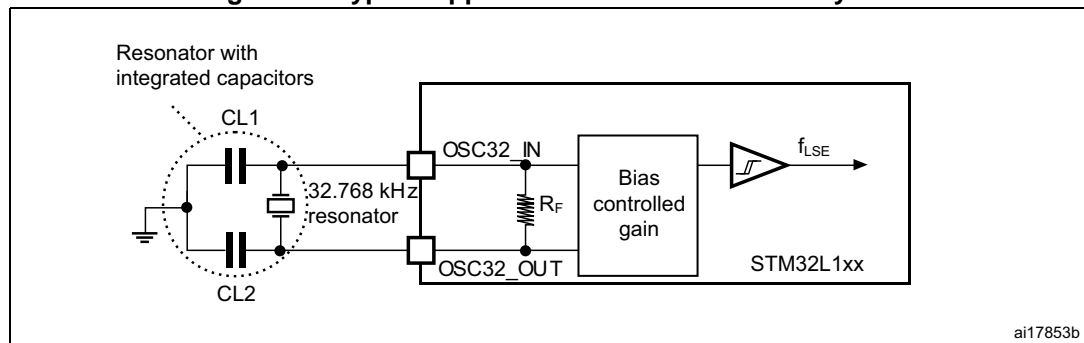 Resonator with
integrated capacitors
CL1
OSC32_IN
fLSE
32.768 kHz
resonator
RF
Bias
controlled
gain
OSC32_OUT
STM32L1xx
CL2
ai17853b